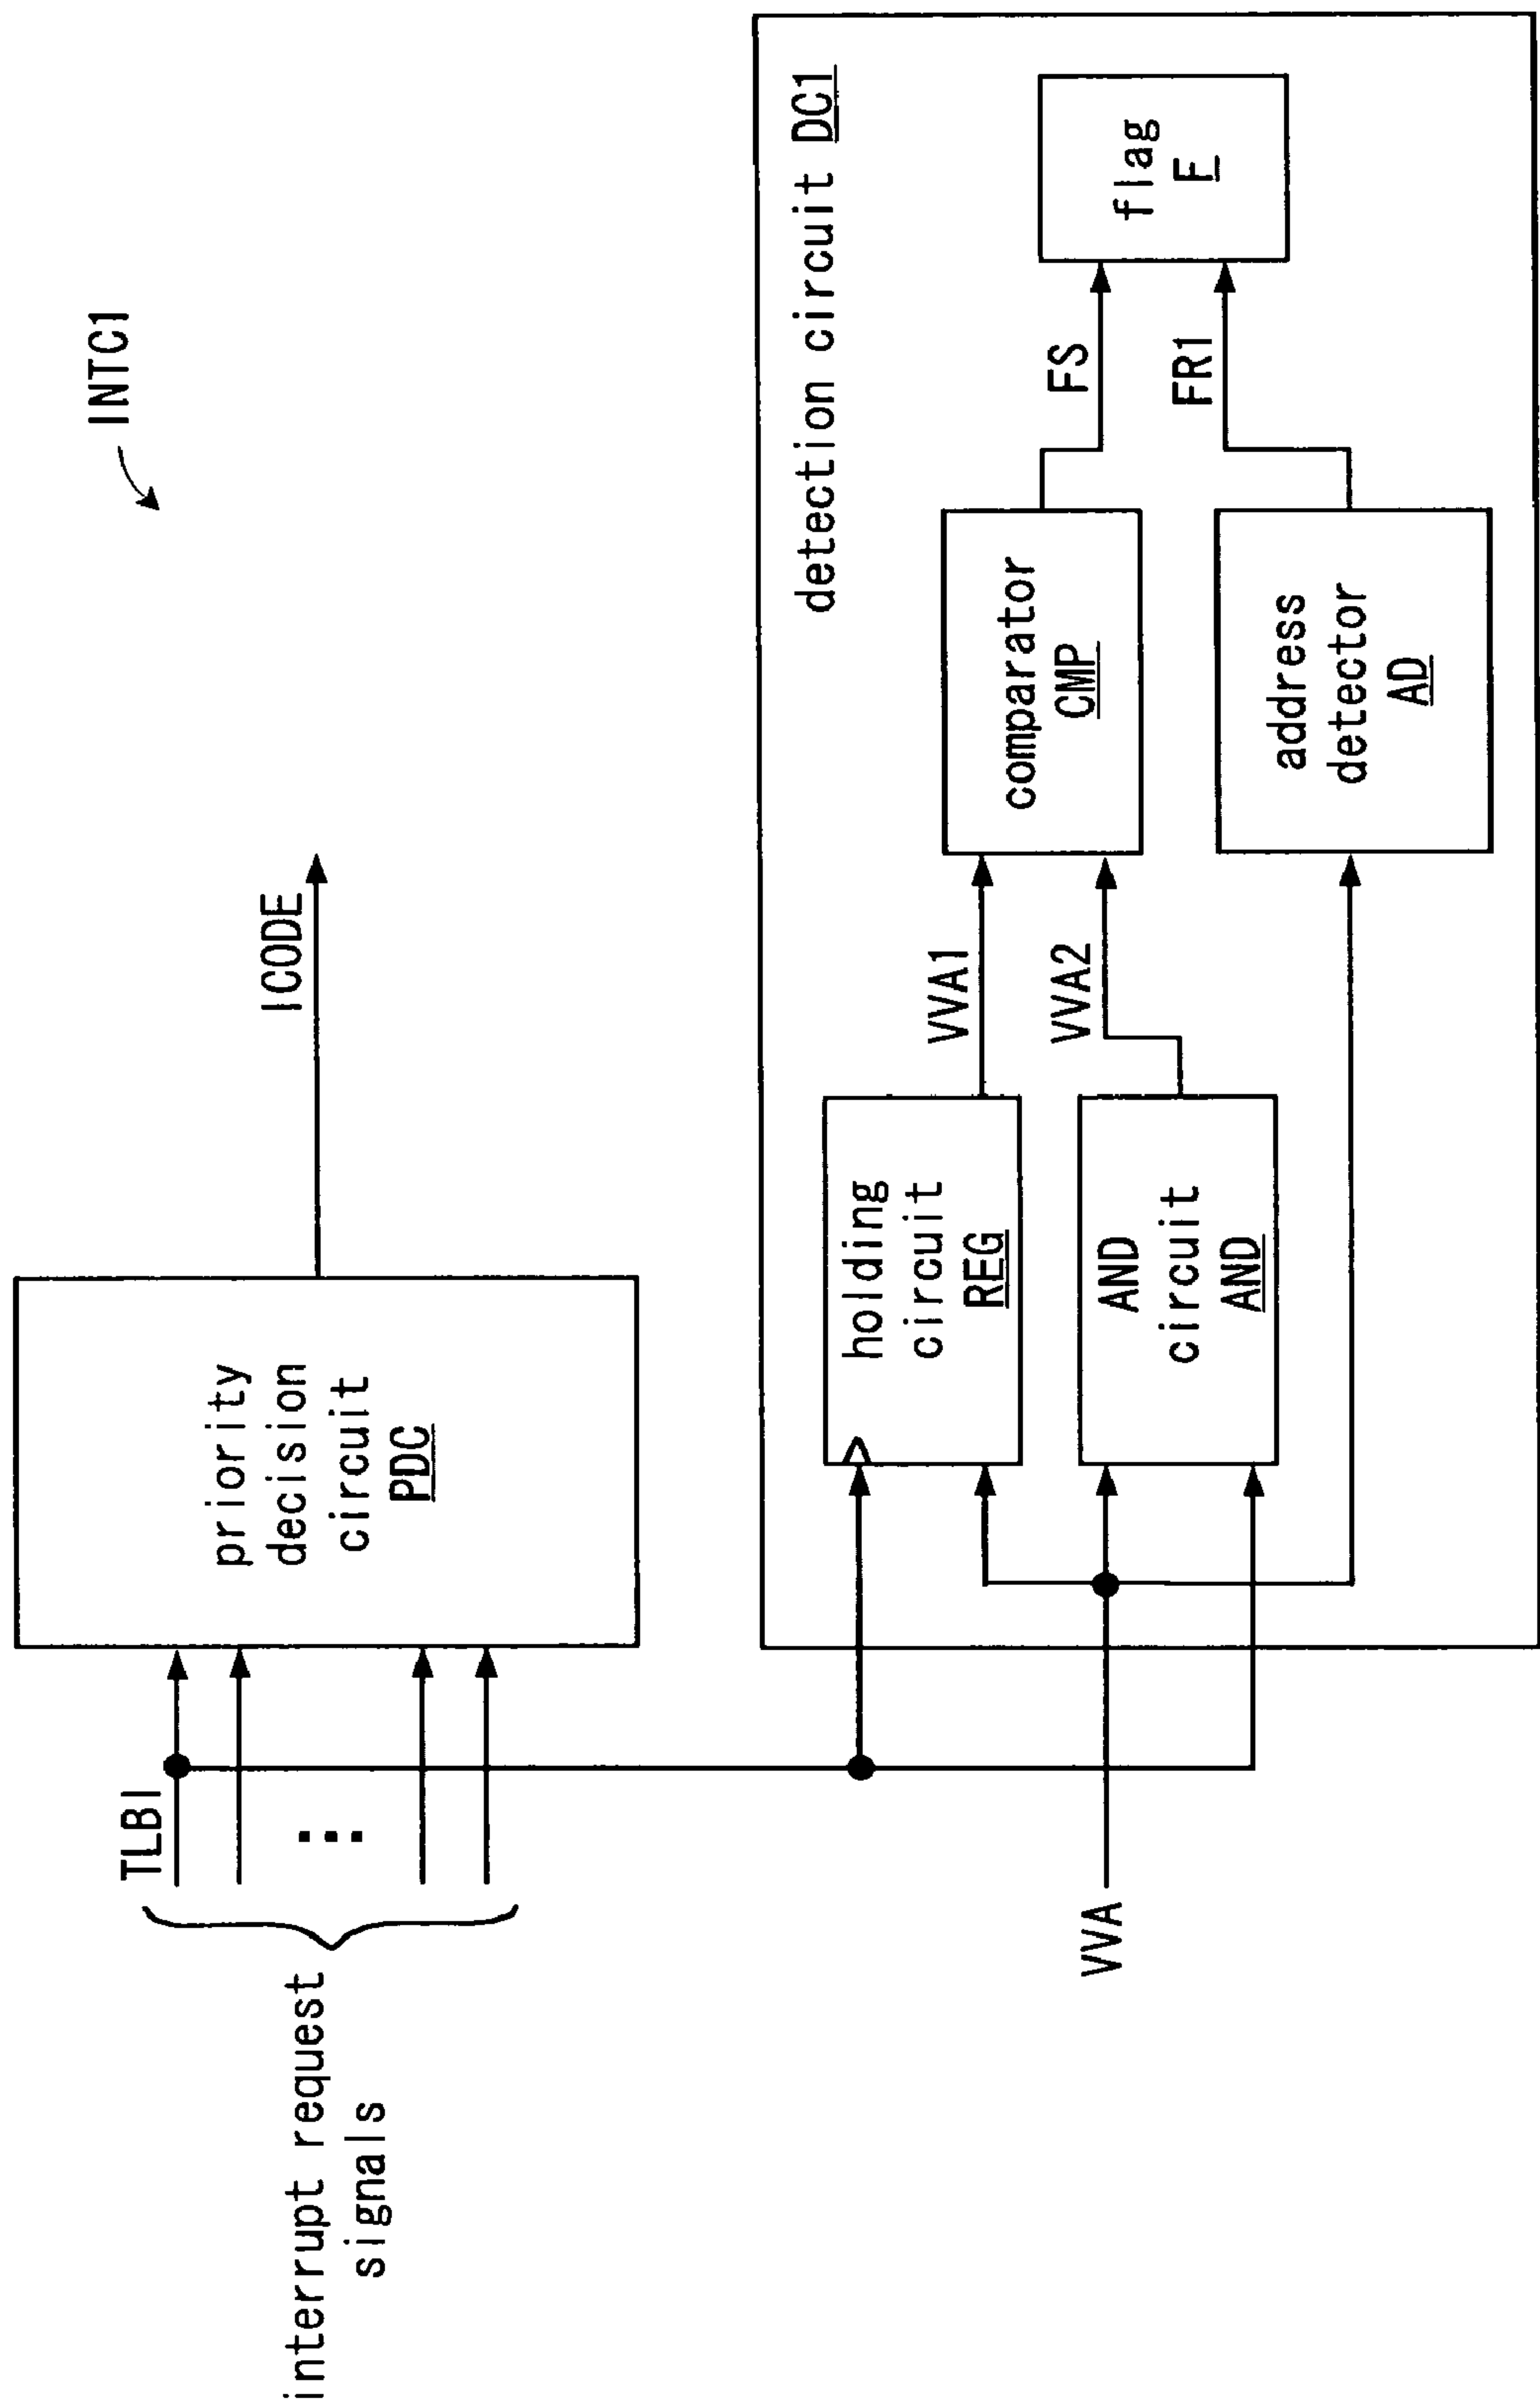 INTC1
interrupt request
signals
TLBI
priority
decision
circuit
PDC
ICODE
detection circuit DC1
VVA
holding
circuit
REG
AND
circuit
AND
VVA1
VVA2
comparator
CMP
address
detector
AD
FS
FR1
flag
F